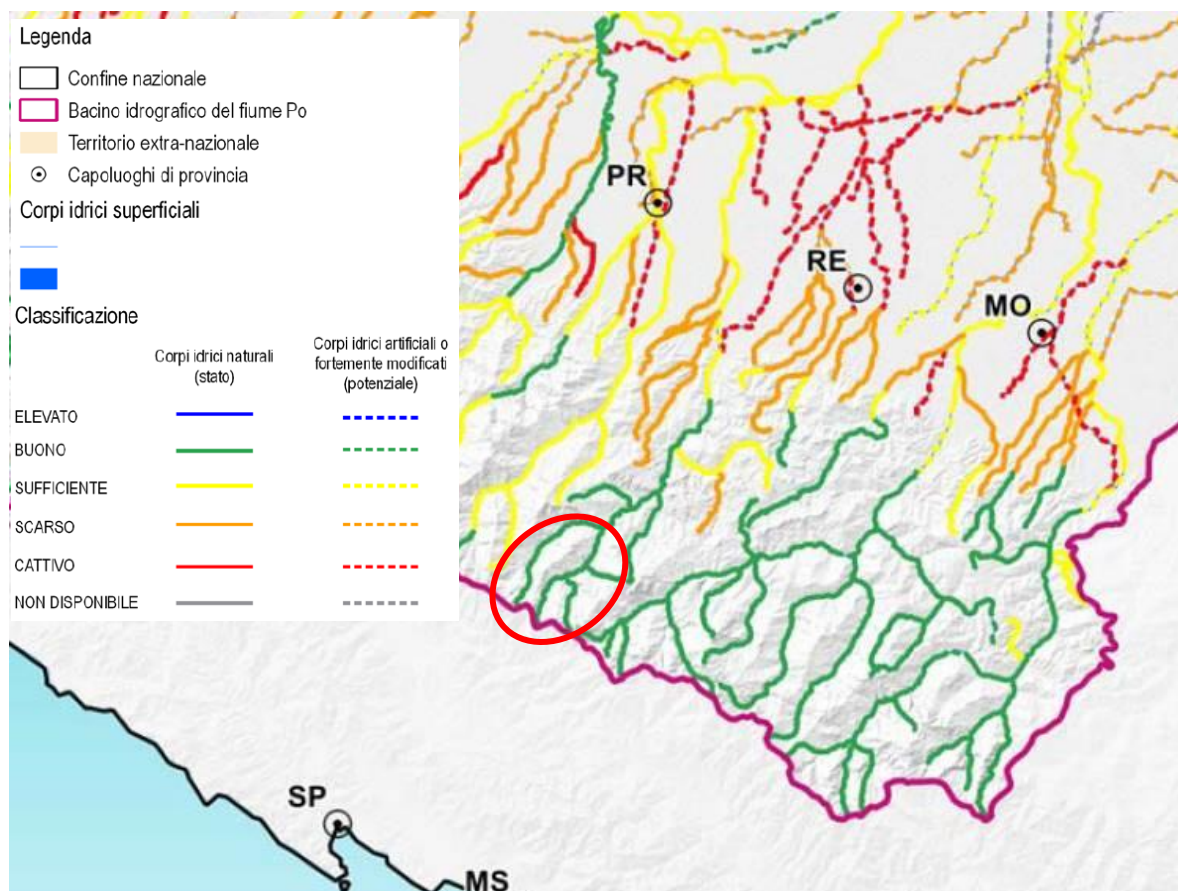 Legenda
Confine nazionale
Bacino idrografico del fiume Po
Territorio extra-nazionale
Capoluoghi di provincia
Corpi idrici superficiali
Classificazione
Corpi idrici naturali
(stato)
Corpi idrici artificiali o
fortemente modificati
(potenziale)
ELEVATO
BUONO
SUFFICIENTE
SCARSO
CATTIVO
NON DISPONIBILE
PR
RE
MO
SP
MS